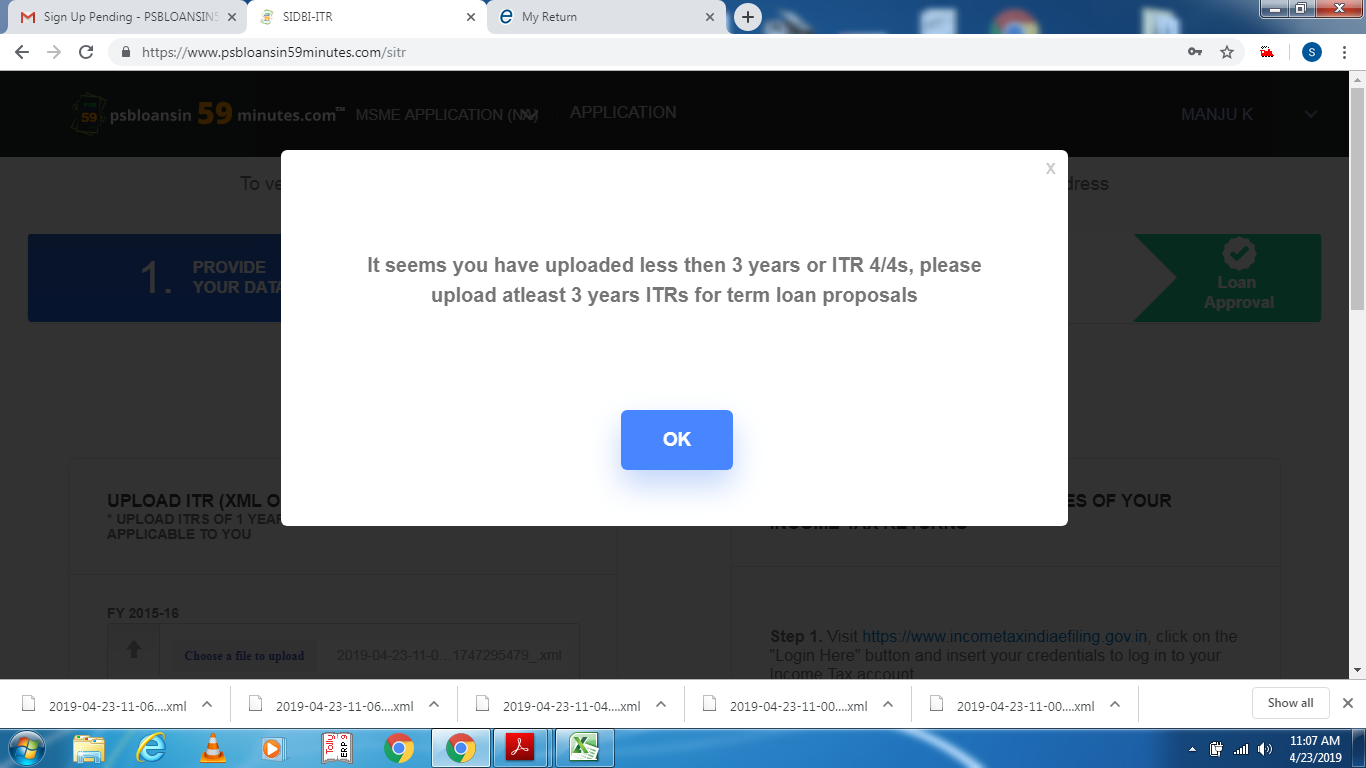 Sign Up Pending - PSBLOANSIN5
SIDBI-ITR
My Return
https://www.psbloansin59minutes.com/sitr
S
59
psbloansin 59 minutes.com™
MSME APPLICATION
APPLICATION
MANJU K
x
To ve
dress
It seems you have uploaded less then 3 years or ITR 4/4s, please
upload atleast 3 years ITRs for term loan proposals
OK
1.
PROVIDE
YOUR DATA
Loan
Approval
UPLOAD ITR (XML O
* UPLOAD ITRS OF 1 YEAR
APPLICABLE TO YOU
ES OF YOUR
INCOME TAX RETURNS
FY 2015-16
Choose a file to upload
2019-04-23-11-0...1747295479_.xml
Step 1. Visit https://www.incometaxindiaefiling.gov.in, click on the
"Login Here" button and insert your credentials to log in to your
Income Tax account
2019-04-23-11-06....xml
2019-04-23-11-06....xml
2019-04-23-11-04....xml
2019-04-23-11-00....xml
2019-04-23-11-00....xml
Show all
Tally
ERP 9
11:07 AM
4/23/2019